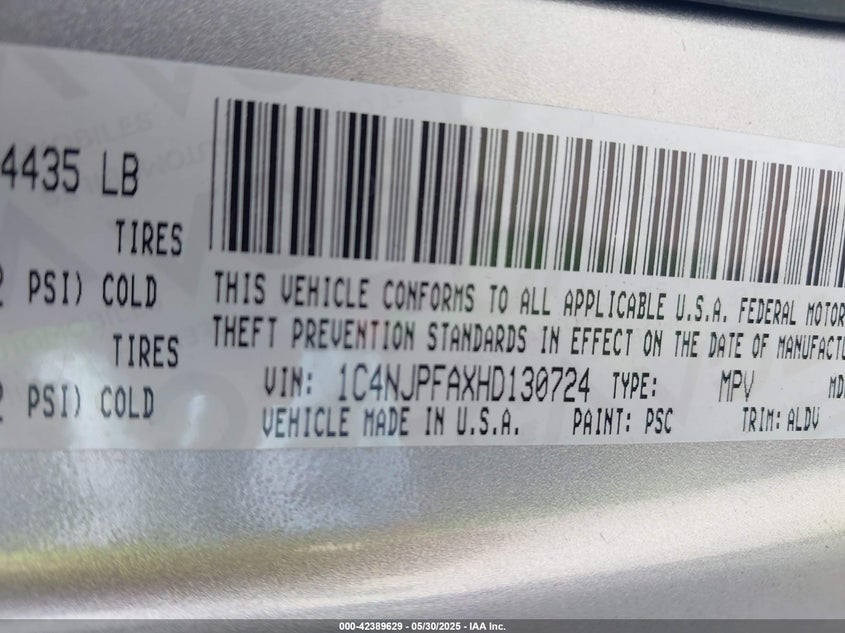 4435 LB
TIRES
PSI) COLD
TIRES
PSI) COLD
THIS VEHICLE CONFORMS TO ALL APPLICABLE U.S.A. FEDERAL MOTOR
THEFT PREVENTION STANDARDS IN EFFECT ON THE DATE OF MANUFACTU
VIN: 1C4NJPFAXHD130724 TYPE: MPV MD
VEHICLE MADE IN U.S.A. PAINT: PSC TRIM: ALDV
000-42389629 - 05/30/2025 - IAA Inc.